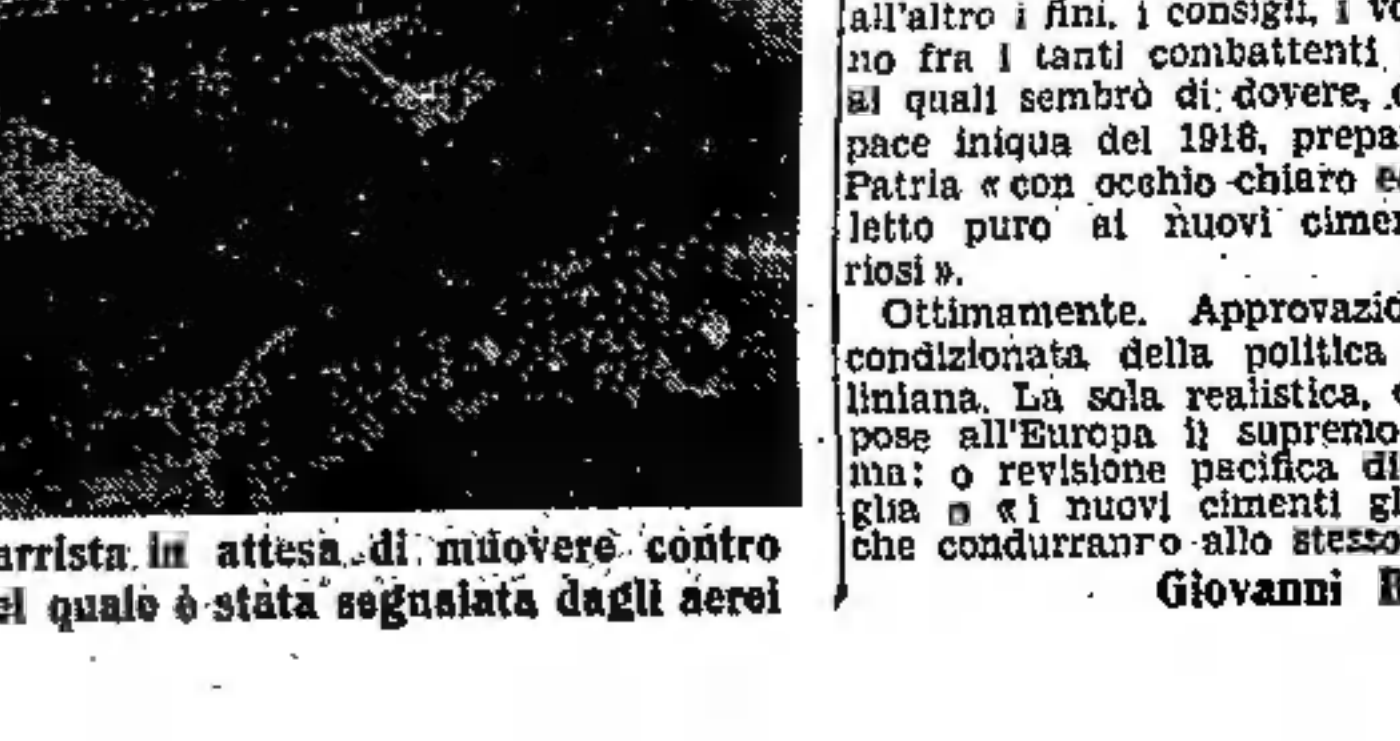 arrista in attesa di muovere contro
quale è stata segnalata dagli aerei
all'altro i fini, i consigli, i
no fra i tanti combattenti
ai quali sembrò di dovere,
pace iniqua del 1918, prepa
Patria « con occhio chiaro
letto puro ai nuovi cimen
riosi ».
Ottimamente. Approvazio
condizionata della politica
liniana. La sola realistica,
pose all'Europa il supremo
ma: o revisione pacifica di
glia o « i nuovi cimenti gl
che condurranno allo stesso
Giovanni